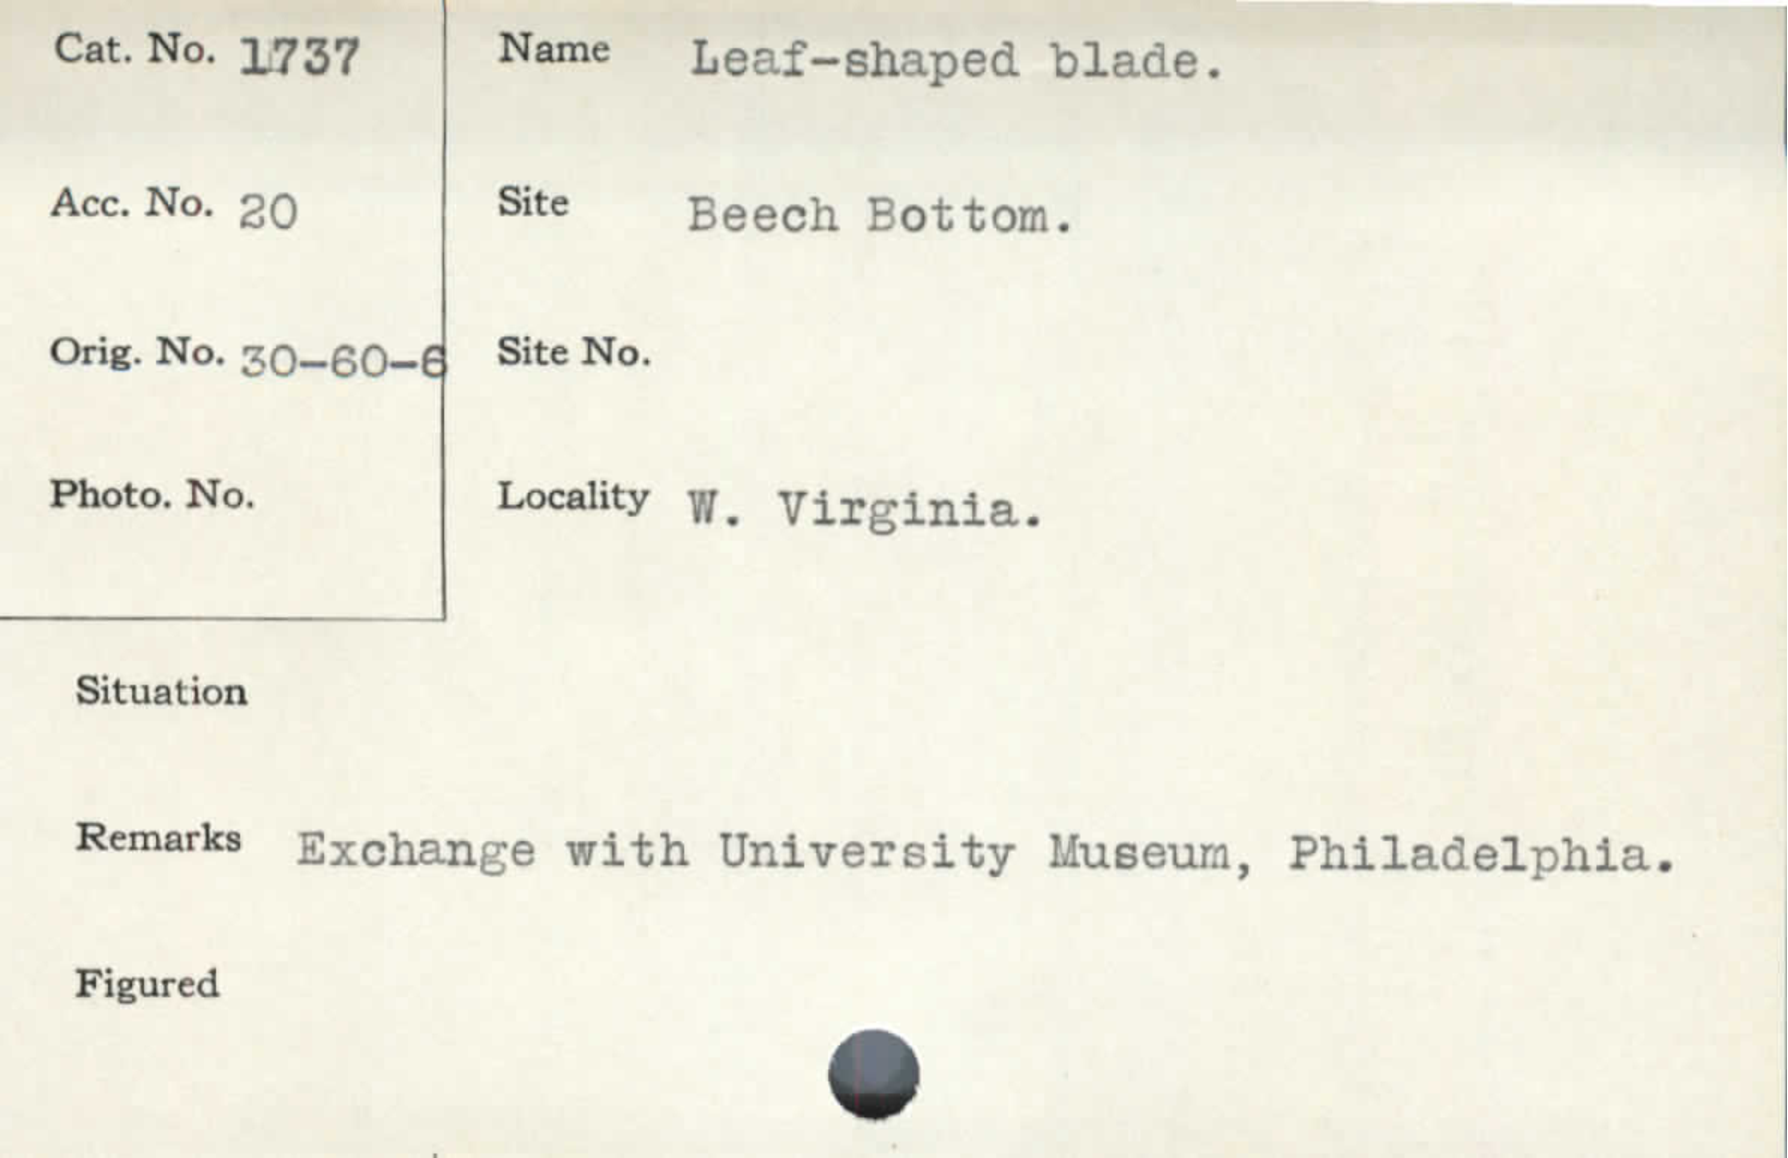 Cat. No. 1737
Name Leaf-shaped blade.
Acc. No. 20
Site Beech Bottom.
Orig. No. 30-60-6
Site No.
Photo. No.
Locality W. Virginia.
Situation
Remarks Exchange with University Museum, Philadelphia.
Figured